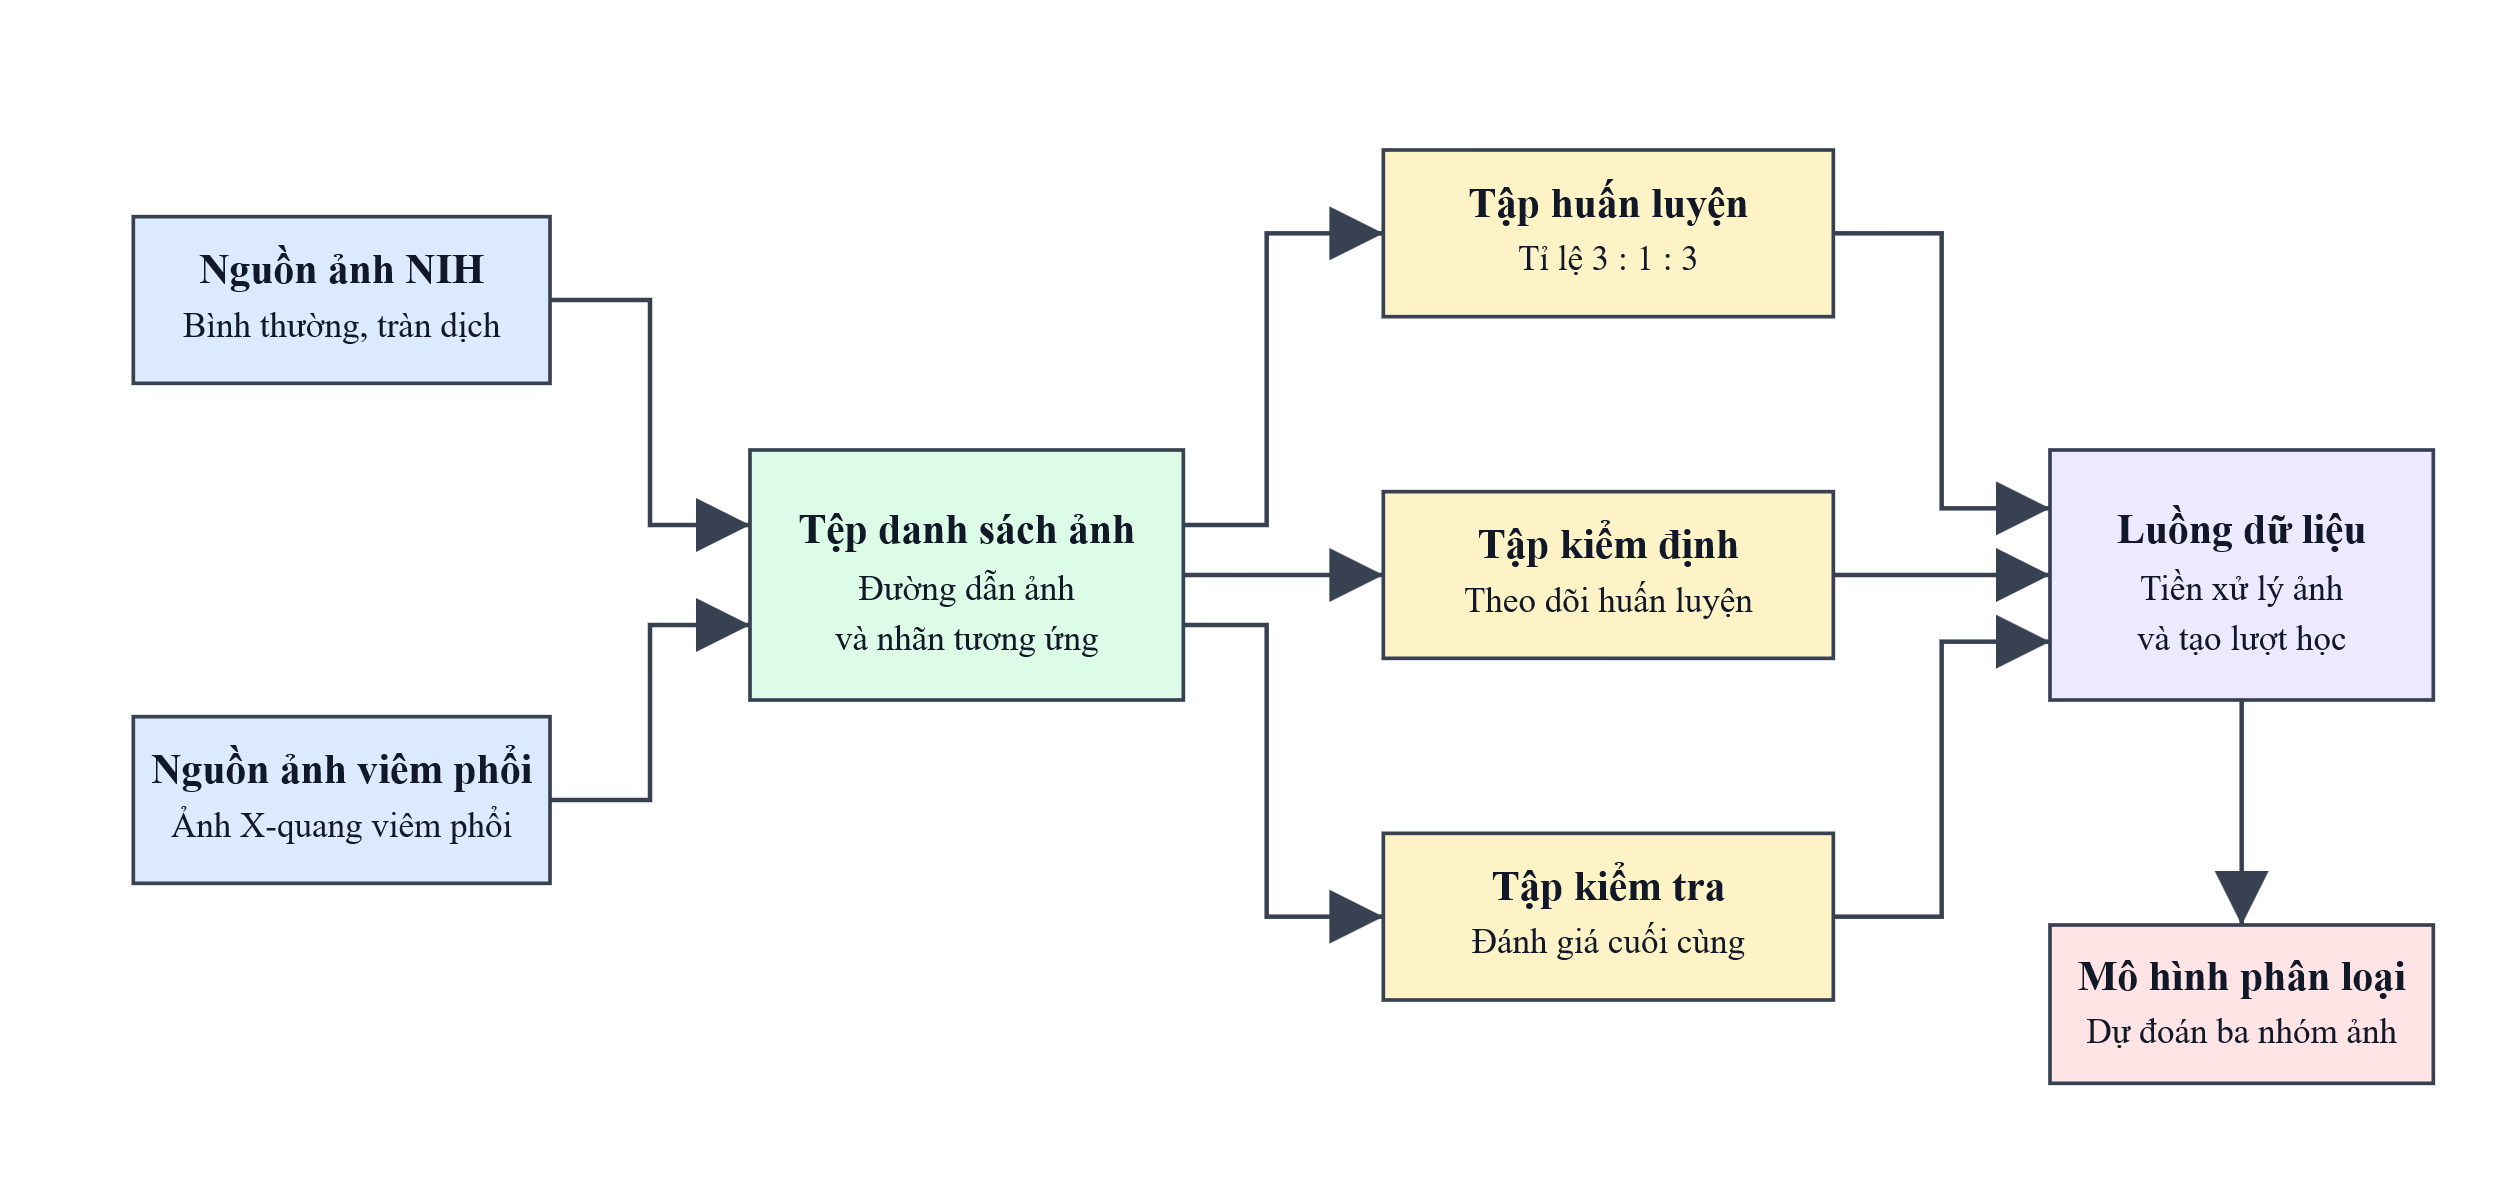 Nguồn ảnh NIH
Bình thường, tràn dịch
Nguồn ảnh viêm phổi
Ảnh X-quang viêm phổi
Tệp danh sách ảnh
Đường dẫn ảnh
và nhãn tương ứng
Tập huấn luyện
Tỉ lệ 3 : 1 : 3
Tập kiểm định
Theo dõi huấn luyện
Tập kiểm tra
Đánh giá cuối cùng
Luồng dữ liệu
Tiền xử lý ảnh
và tạo lượt học
Mô hình phân loại
Dự đoán ba nhóm ảnh